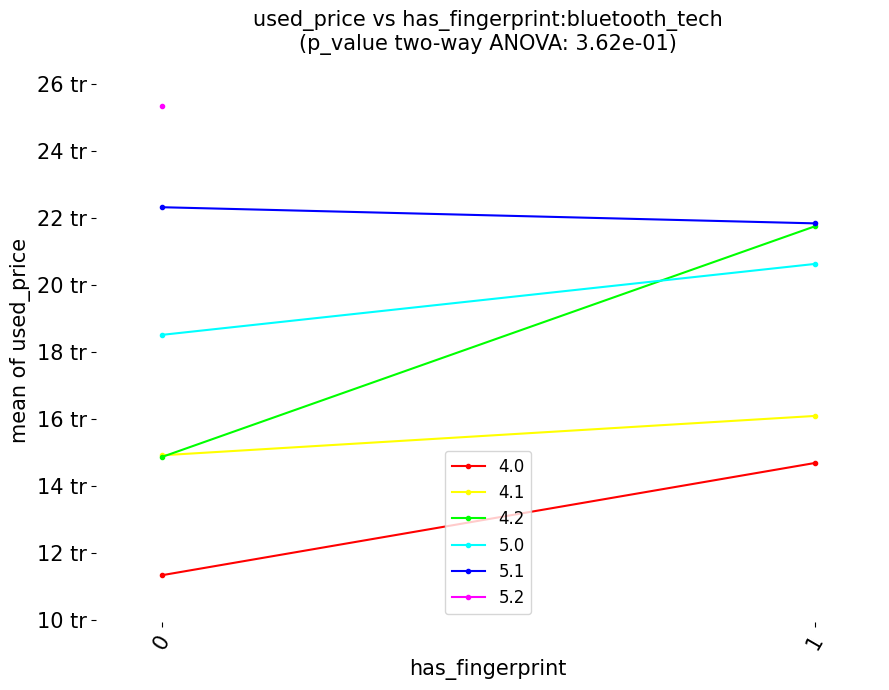 used_price vs has_fingerprint:bluetooth_tech
(p_value two-way ANOVA: 3.62e-01)
26 tr
24 tr
22 tr
20 tr
18 tr
16 tr
14 tr
12 tr
10 tr
mean of used_price
4.0
4.1
4.2
5.0
5.1
5.2
0
1
has_fingerprint